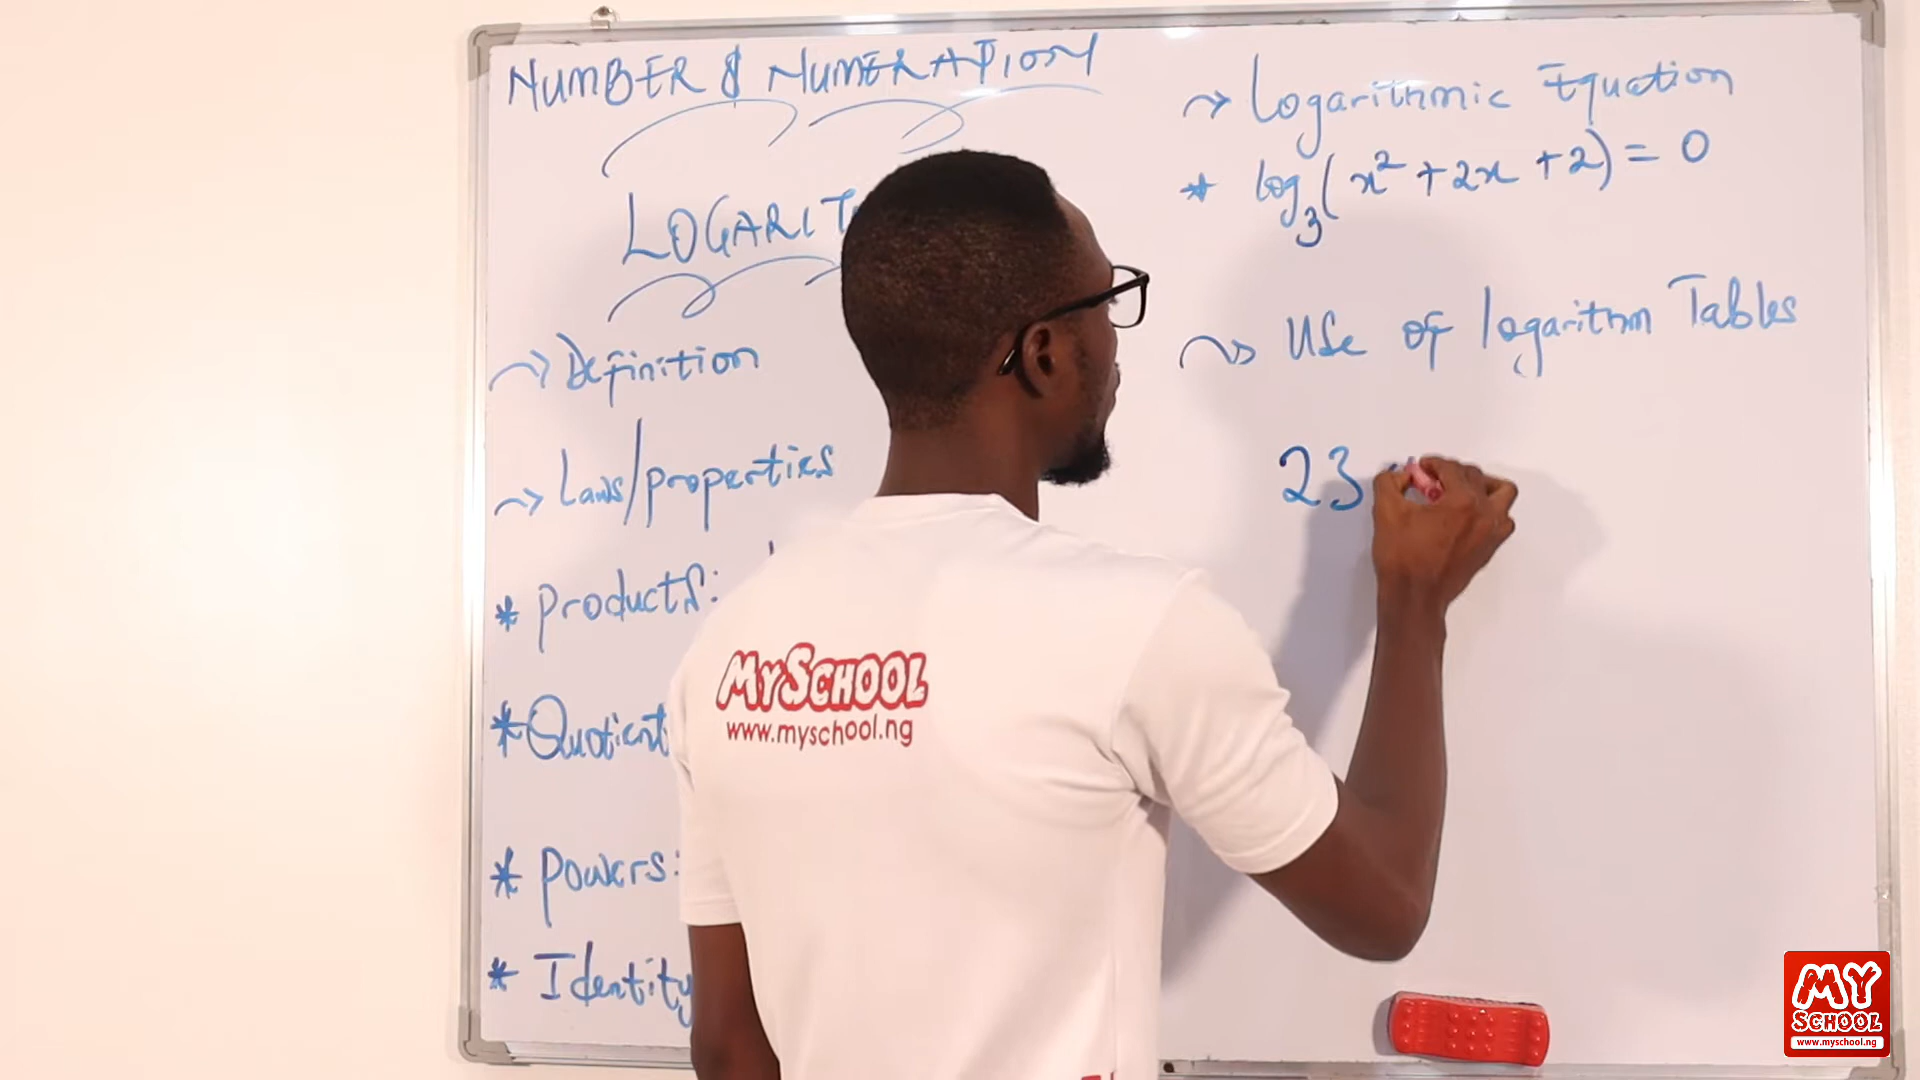 NUMBER & NUMERATION
LOGARIT
~> Definition
~> Laws/properties
* products:
* Quotient
* powers:
* Identity
~> Logarithmic Equation
* log₃(x² + 2x + 2) = 0
~> Use of logarithm Tables
23
MYSCHOOL
www.myschool.ng
MY
SCHOOL
www.myschool.ng